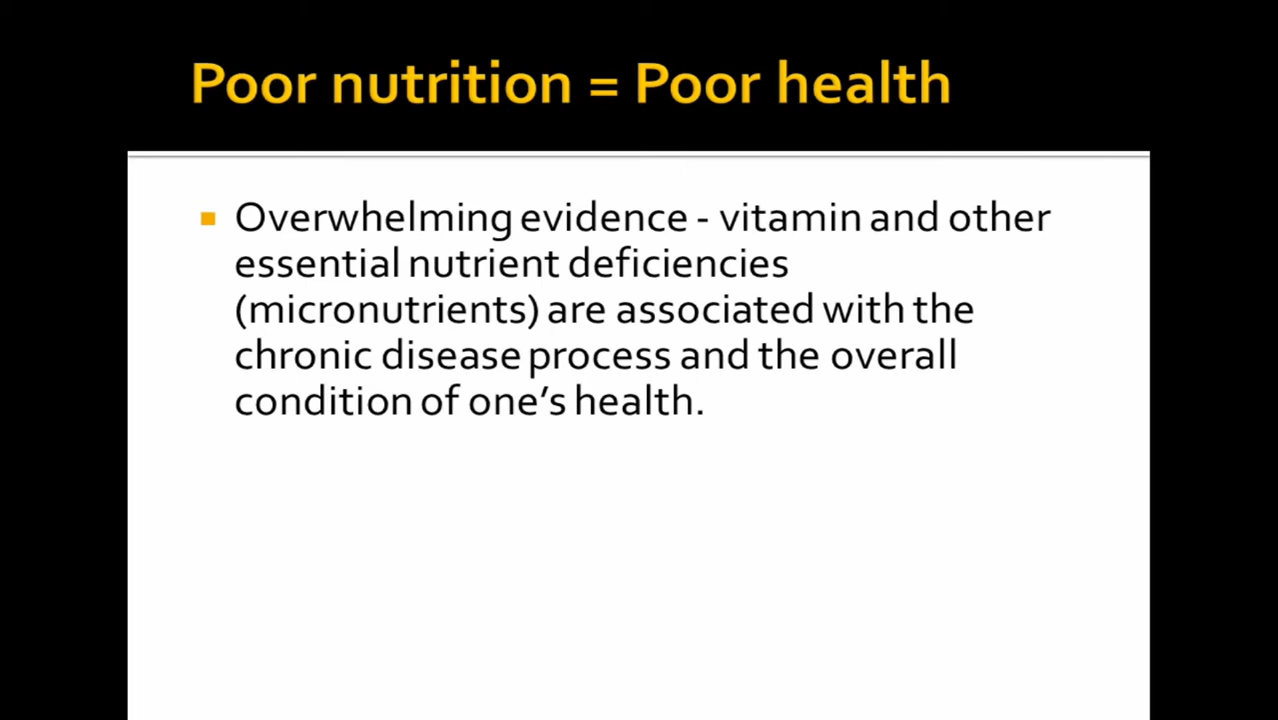 Poor nutrition = Poor health
Overwhelming evidence - vitamin and other
essential nutrient deficiencies
(micronutrients) are associated with the
chronic disease process and the overall
condition of one’s health.